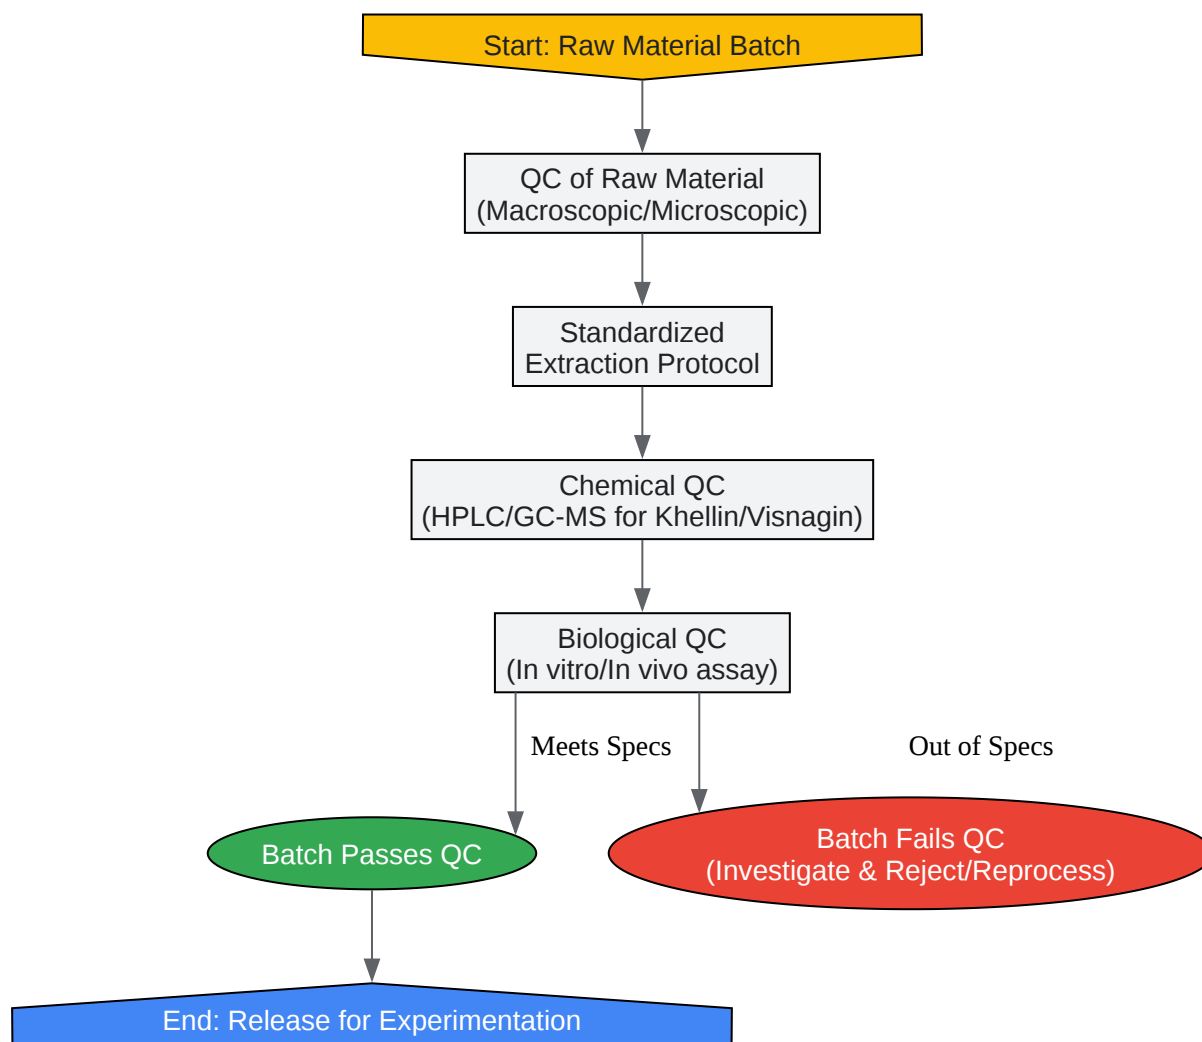 Start: Raw Material Batch
QC of Raw Material
(Macroscopic/Microscopic)
Standardized
Extraction Protocol
Chemical QC
(HPLC/GC-MS for Khellin/Visnagin)
Biological QC
(In vitro/In vivo assay)
Meets Specs
Out of Specs
Batch Passes QC
Batch Fails QC
(Investigate & Reject/Reprocess)
End: Release for Experimentation